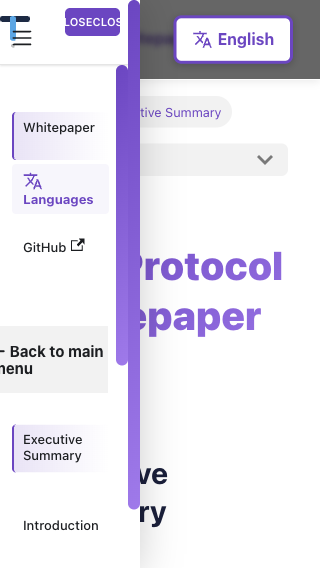 LOSECLOS
English
Whitepaper
tive Summary
Languages
GitHub
Protocol
epaper
- Back to main
menu
Executive
Summary
ve
ry
Introduction